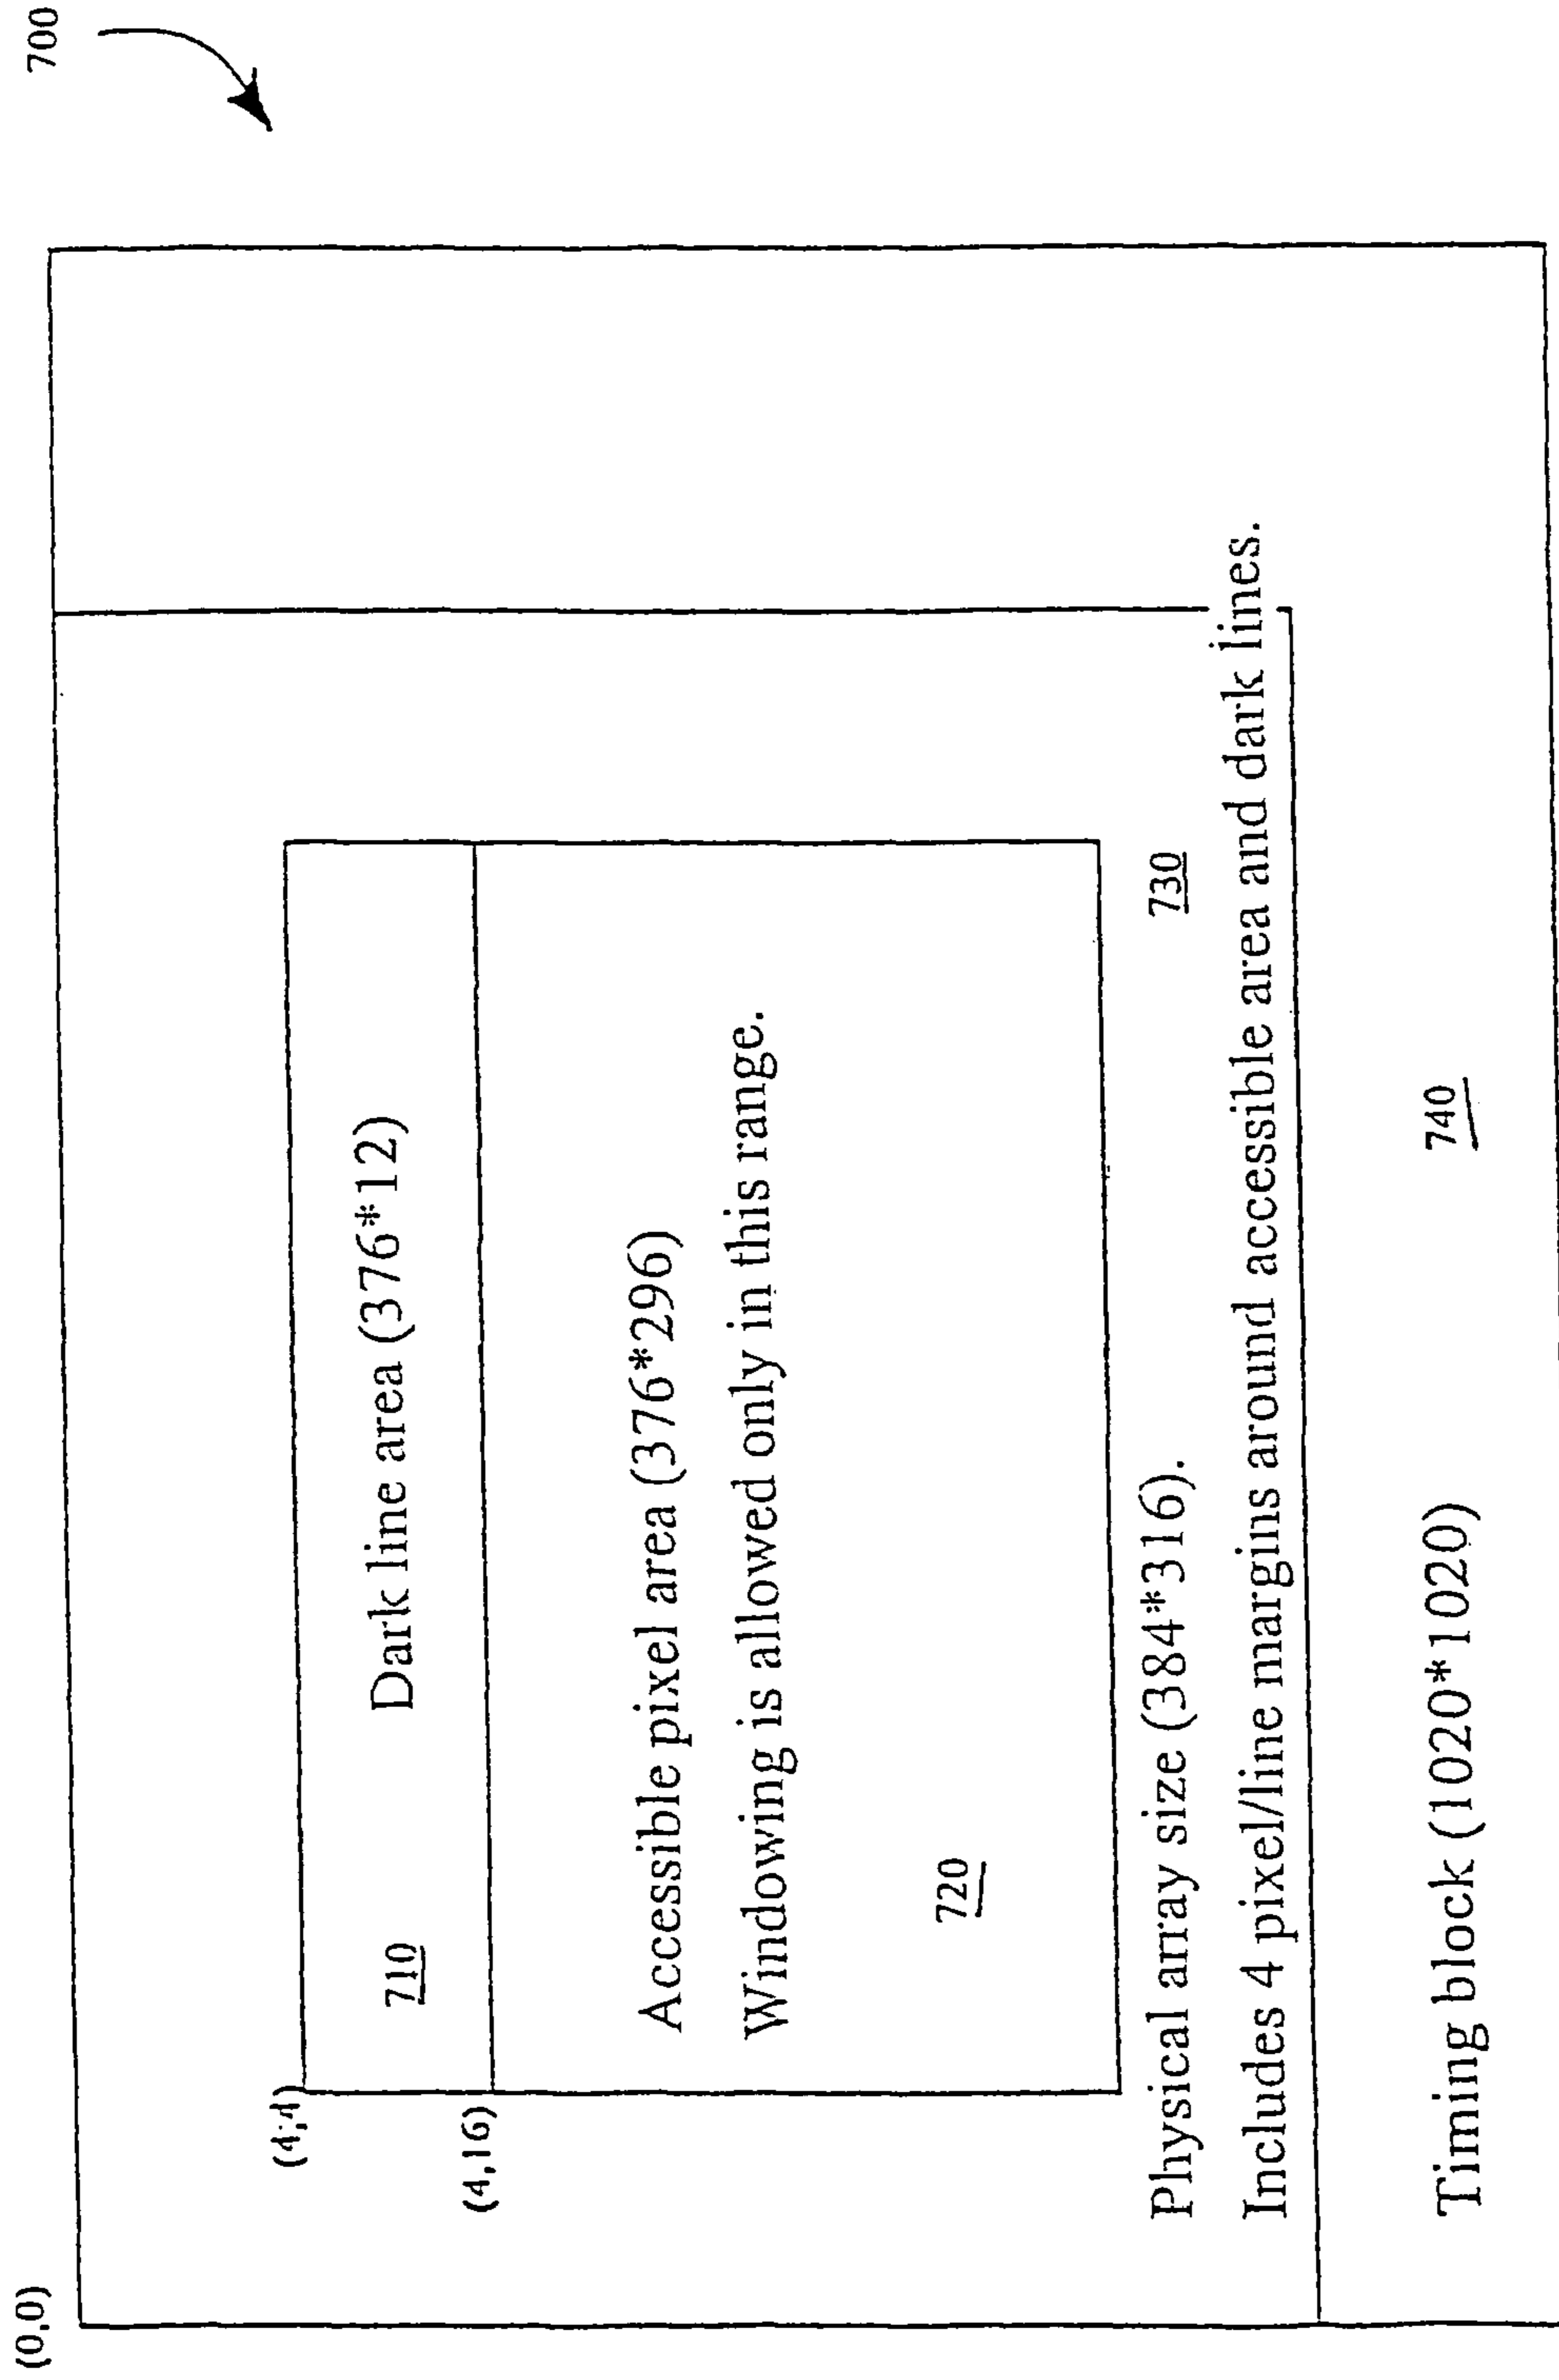 700
(0,0)
(4,4)
Dark line area (376*12)
710
(4,16)
Accessible pixel area (376*296)
Windowing is allowed only in this range.
720
730
Physical array size (384*316).
Includes 4 pixel/line margins around accessible area and dark lines.
740
Timing block (1020*1020)